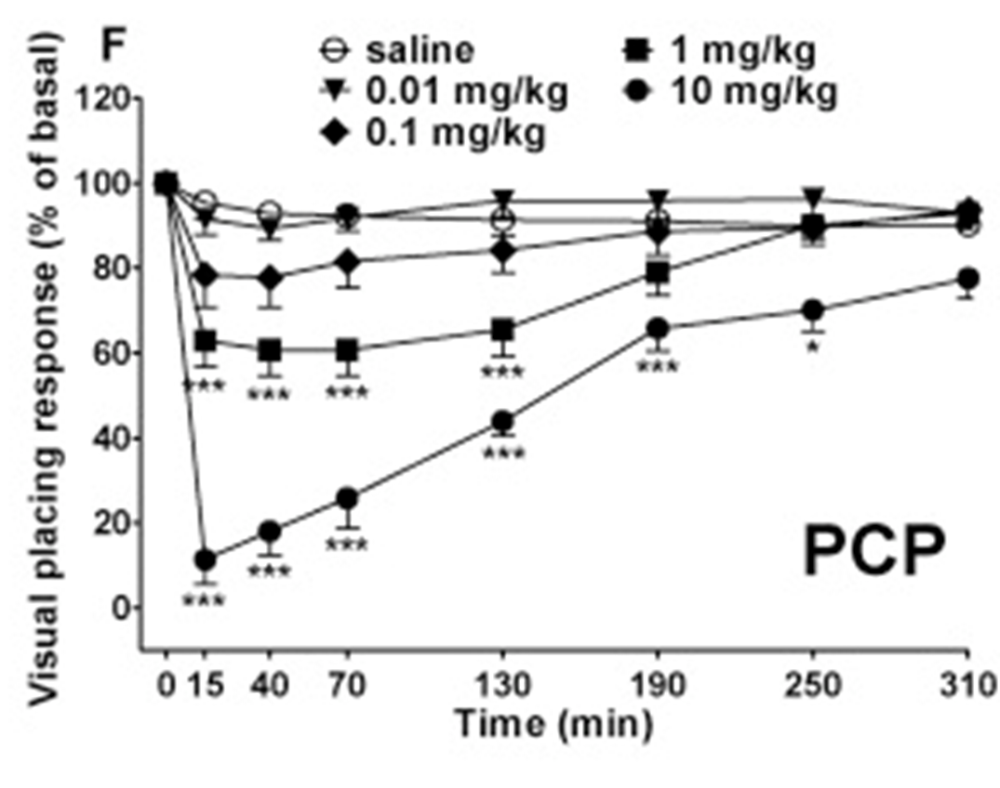 F
saline
0.01 mg/kg
0.1 mg/kg
1 mg/kg
10 mg/kg
Visual placing response (% of basal)
120
100
80
60
40
20
0
***
***
***
***
***
*
***
***
***
***
PCP
0 15 40 70 130 190 250 310
Time (min)